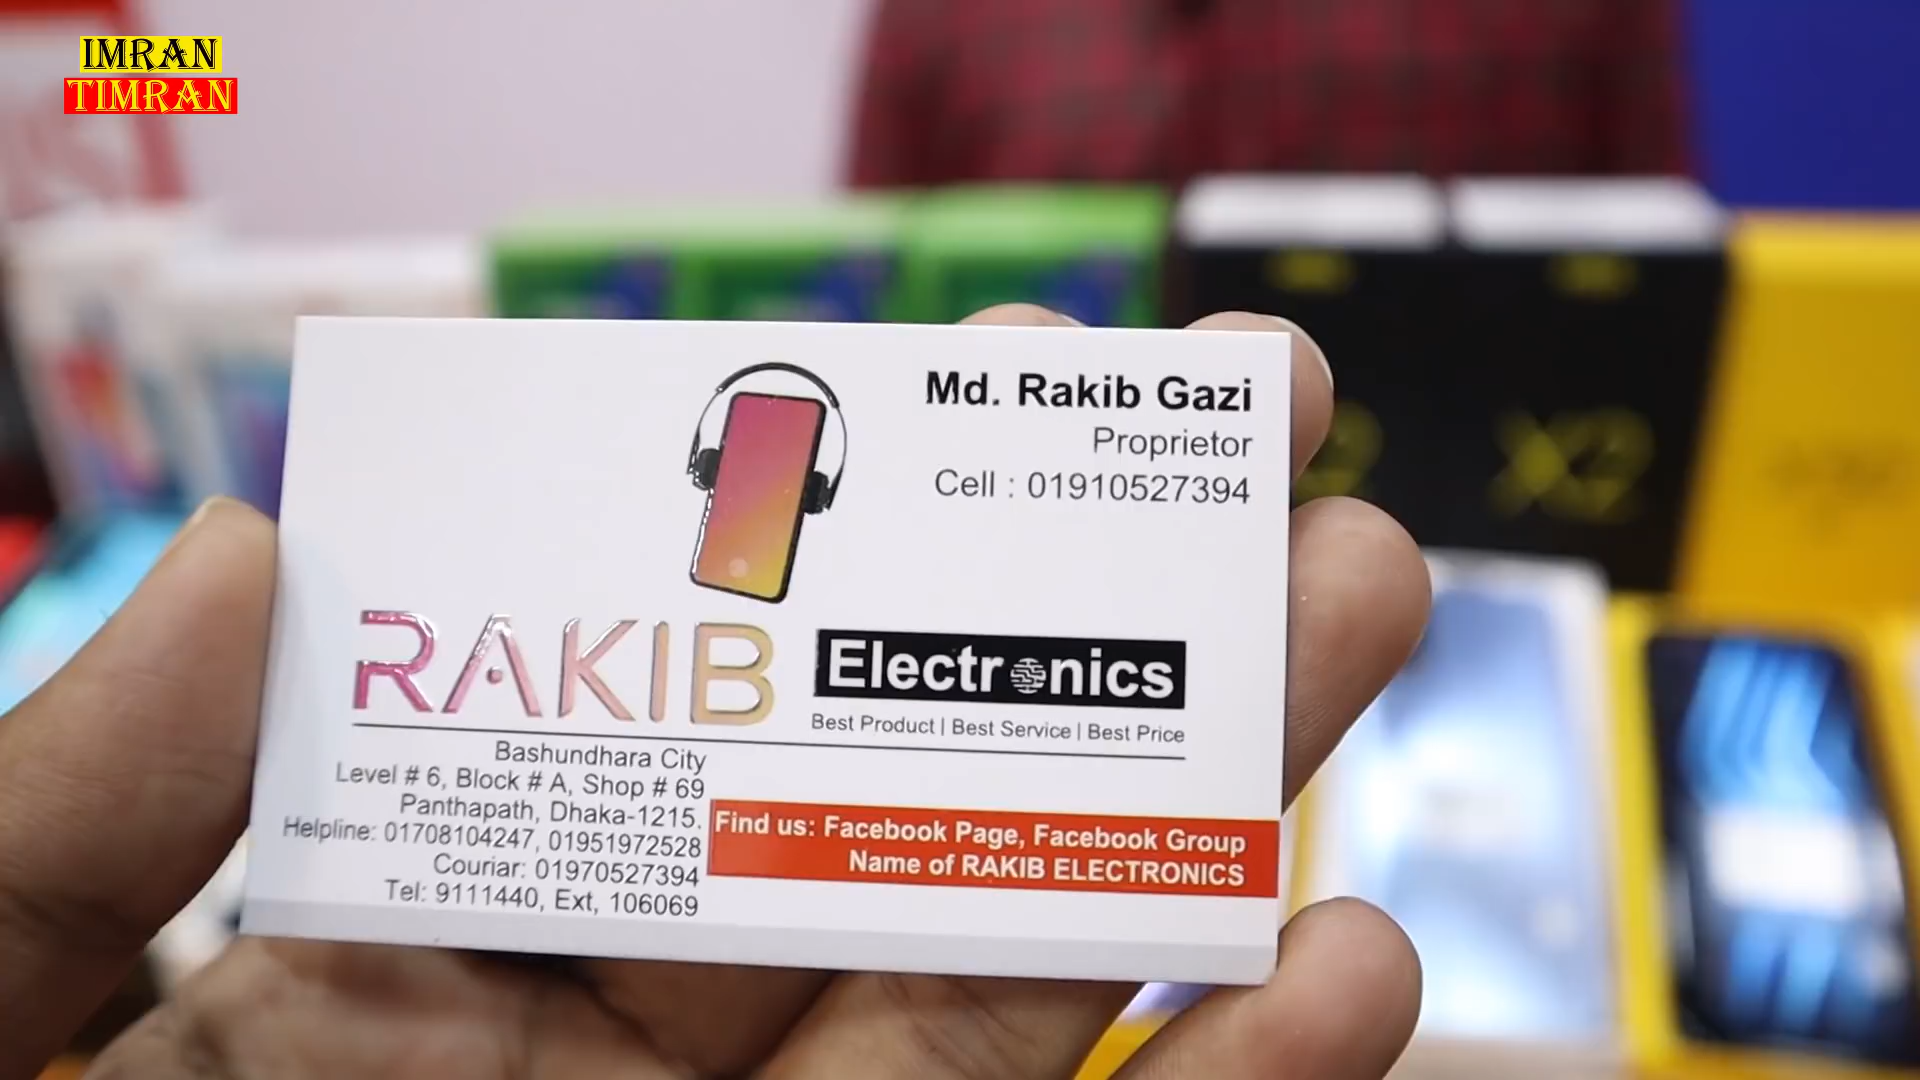 IMRAN
TIMRAN
Md. Rakib Gazi
Proprietor
Cell : 01910527394
RAKIB Electronics
Best Product | Best Service | Best Price
Bashundhara City
Level # 6, Block # A, Shop # 69
Panthapath, Dhaka-1215.
Helpline: 01708104247, 01951972528
Couriar: 01970527394
Tel: 9111440, Ext, 106069
Find us: Facebook Page, Facebook Group
Name of RAKIB ELECTRONICS
X2